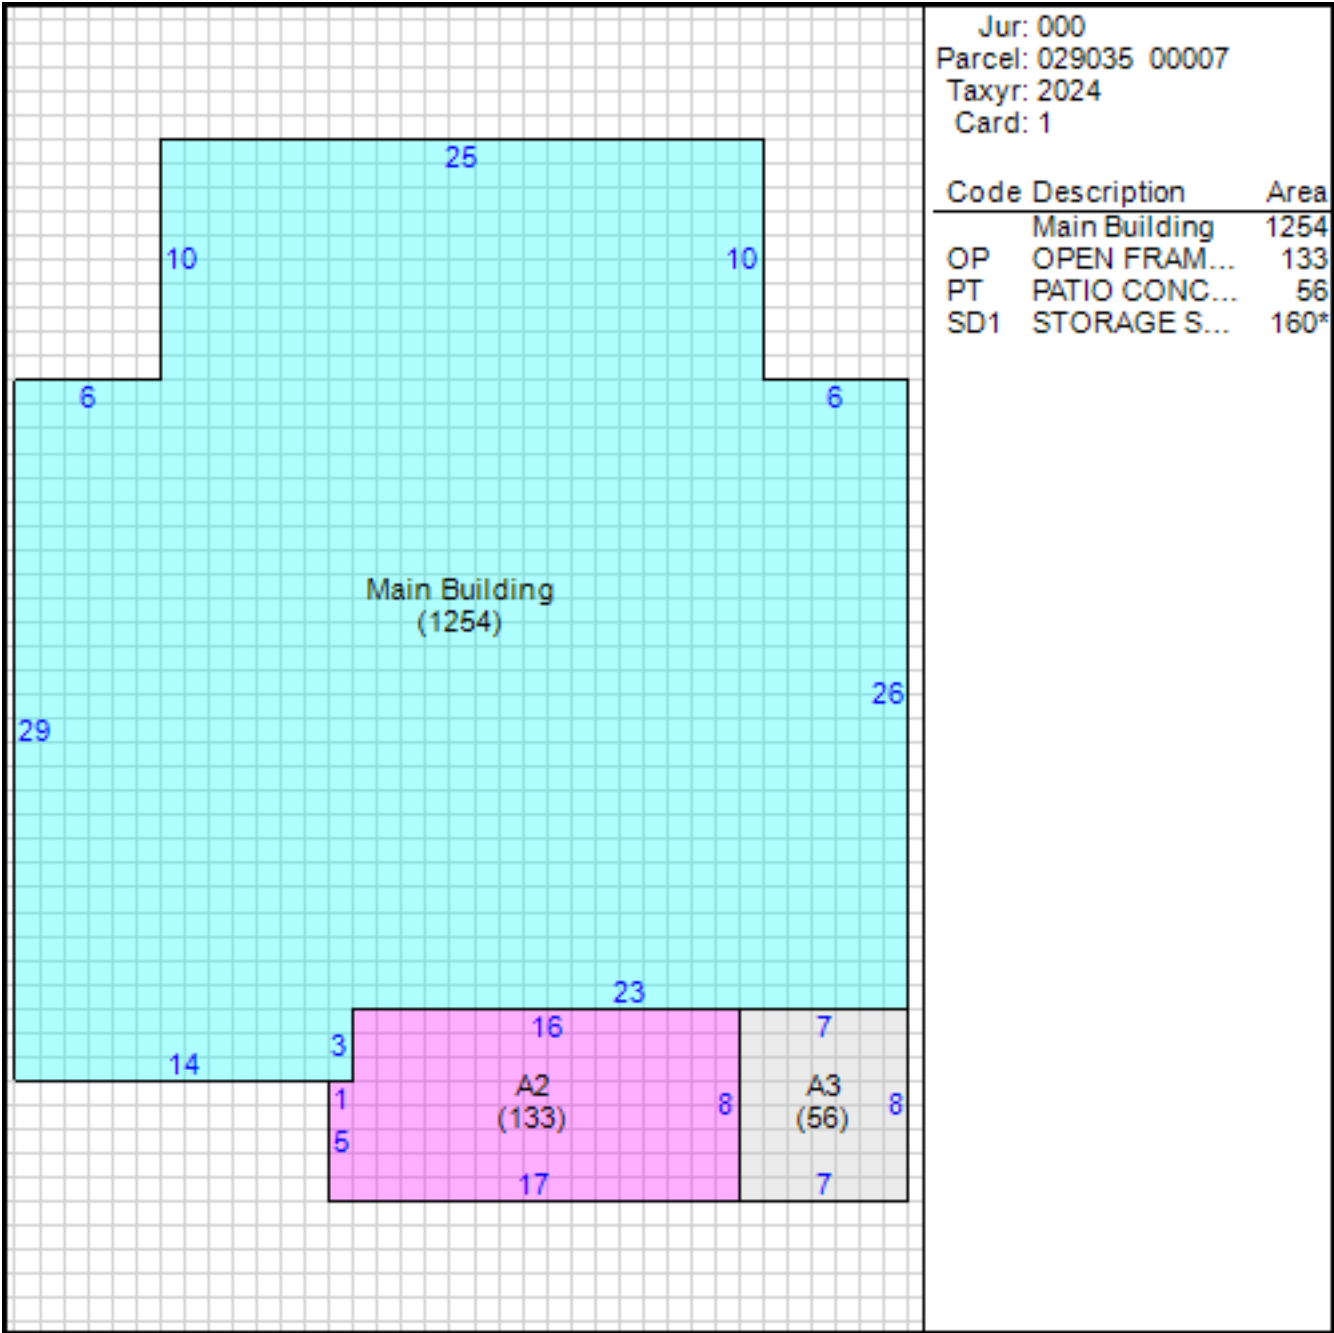 Jur: 000
Parcel: 029035 00007
Taxyr: 2024
Card: 1
Code Description Area
Main Building 1254
OP OPEN FRAM... 133
PT PATIO CONC... 56
SD1 STORAGE S... 160*
25
10 10
6 6
Main Building
(1254)
26
29
23
16 7
3
14
A2 A3
1 8 8
(133) (56)
5
17 7